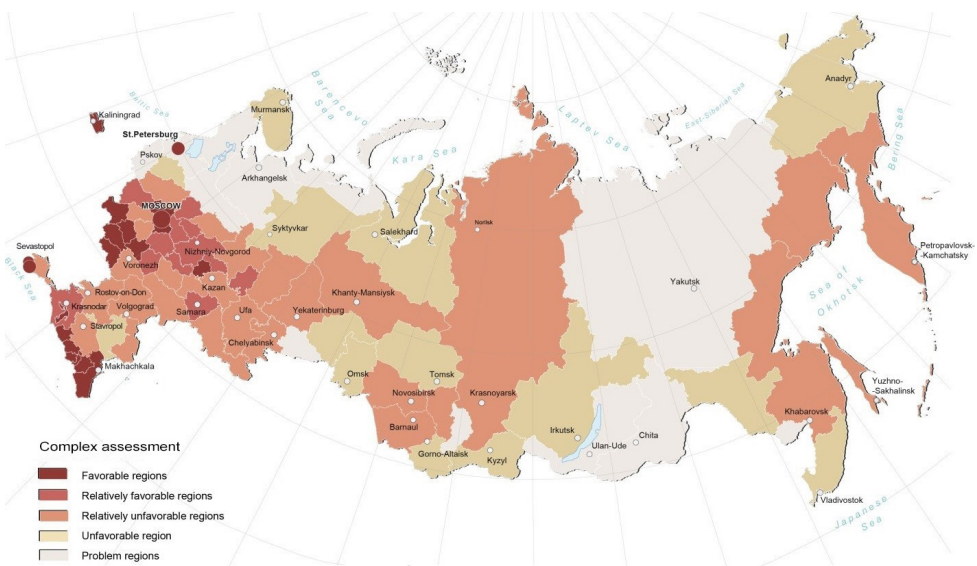 Anadyr
Murmansk
Barencevo
Sea
Laptev Sea
East-Siberian Sea
Bering Sea
Baltic Sea
Kaliningrad
St.Petersburg
Pskov
Arkhangelsk
Kara Sea
MOSCOW
Syktyvkar
Salekhard
Norilsk
Sevastopol
Black Sea
Nizhniy-Novgorod
Voronezh
Kazan
Petropavlovsk-
-Kamchatsky
Rostov-on-Don
Krasnodar
Volgograd
Samara
Ufa
Khanty-Mansiysk
Yekaterinburg
Yakutsk
Sea of
Okhotsk
Stavropol
Chelyabinsk
Makhachkala
Omsk
Tomsk
Novosibirsk
Krasnoyarsk
Yuzhno-
-Sakhalinsk
Barnaul
Khabarovsk
Irkutsk
Chita
Ulan-Ude
Gorno-Altaisk
Kyzyl
Vladivostok
Japanese
Sea
Complex assessment
Favorable regions
Relatively favorable regions
Relatively unfavorable regions
Unfavorable region
Problem regions